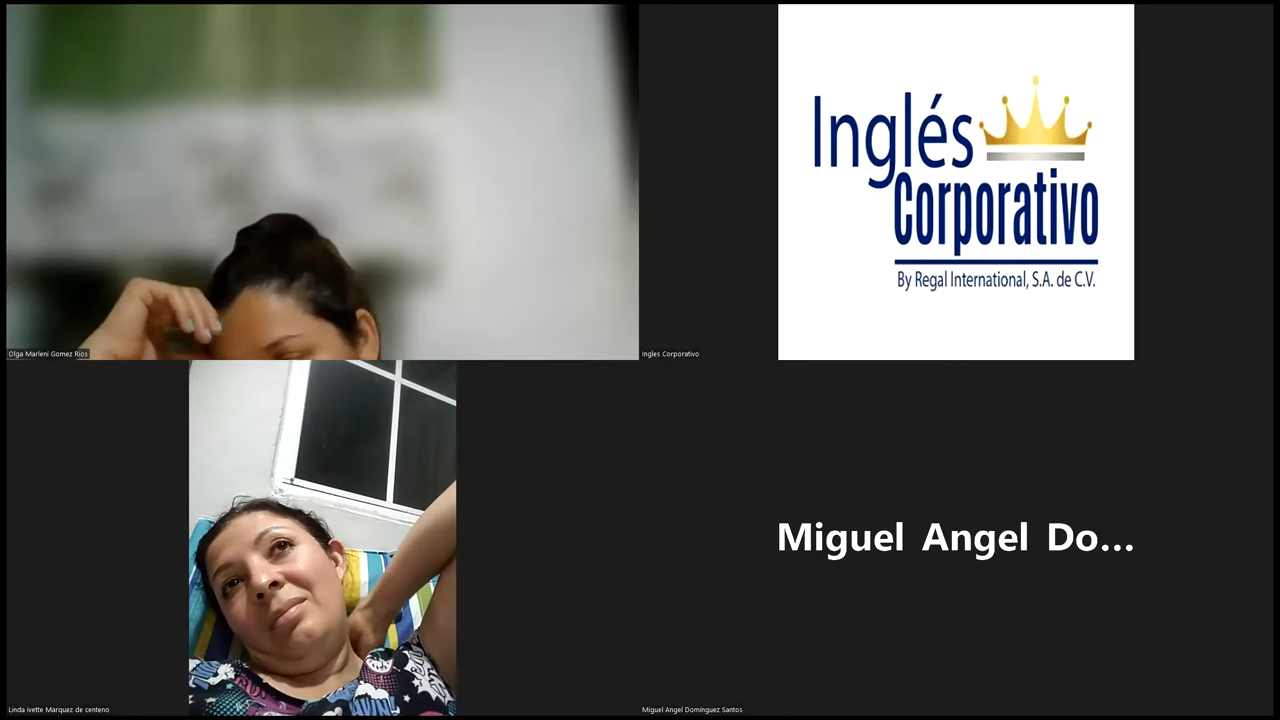 Inglés
Corporativo
By Regal International, S.A. de C.V.
Olga Marleni Gomez Rios
Ingles Corporativo
Miguel Angel Do...
Linda ivette Marquez de centeno
Miguel Angel Domínguez Santos